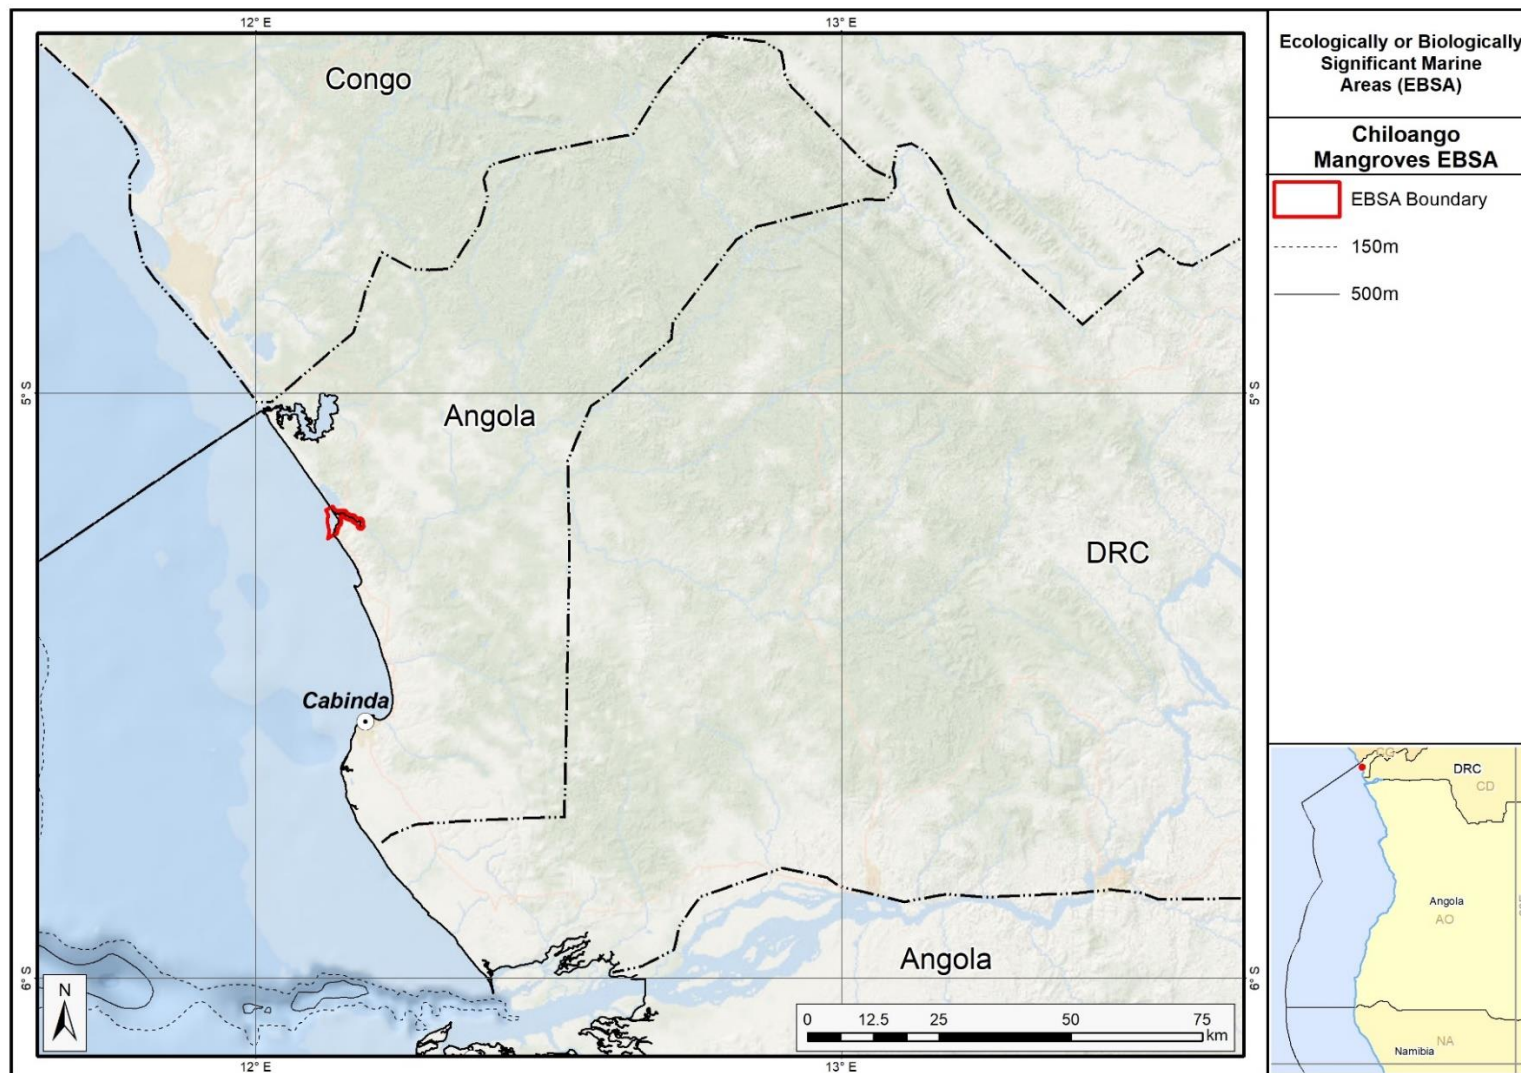 12° E
13° E
Congo
Angola
DRC
Cabinda
Angola
5° S
5° S
6° S
6° S
N
0 12.5 25 50 75
km
12° E
13° E
Ecologically or Biologically
Significant Marine
Areas (EBSA)
Chiloango
Mangroves EBSA
EBSA Boundary
150m
500m
CG
DRC
CD
Angola
AO
NA
Namibia